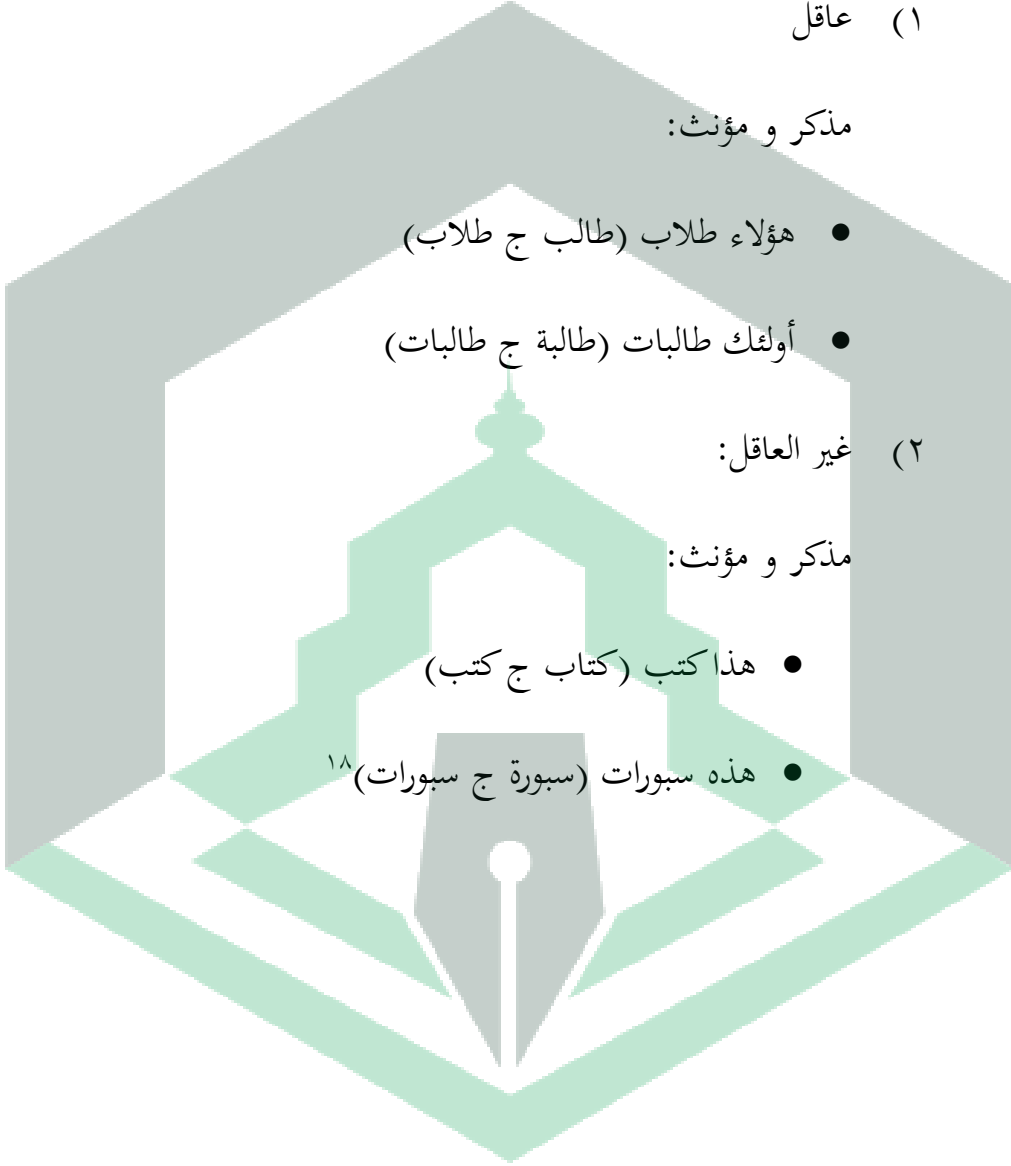 ١) عاقل
مذكر و مؤنث:
● هؤلاء طلاب (طالب ج طلاب)
● أولئك طالبات (طالبة ج طالبات)
٢) غير العاقل:
مذكر و مؤنث:
● هذا كتب (كتاب ج كتب)
● هذه سبورات (سبورة ج سبورات)١٨